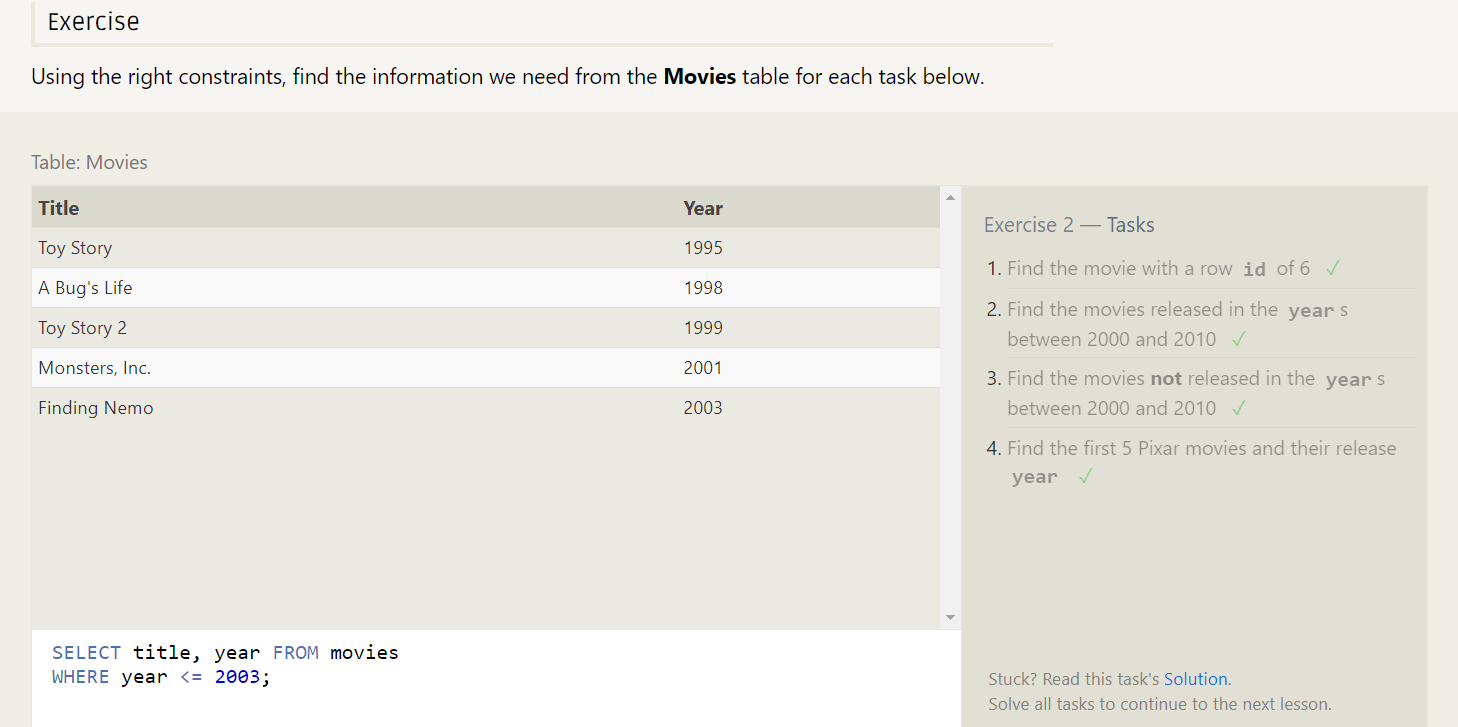 Exercise
Using the right constraints, find the information we need from the Movies table for each task below.
Table: Movies
Title Year
Toy Story 1995
A Bug's Life 1998
Toy Story 2 1999
Monsters, Inc. 2001
Finding Nemo 2003
SELECT title, year FROM movies
WHERE year <= 2003;
Exercise 2 — Tasks
1. Find the movie with a row id of 6 ✓
2. Find the movies released in the year s
between 2000 and 2010 ✓
3. Find the movies not released in the year s
between 2000 and 2010 ✓
4. Find the first 5 Pixar movies and their release
year ✓
Stuck? Read this task's Solution.
Solve all tasks to continue to the next lesson.